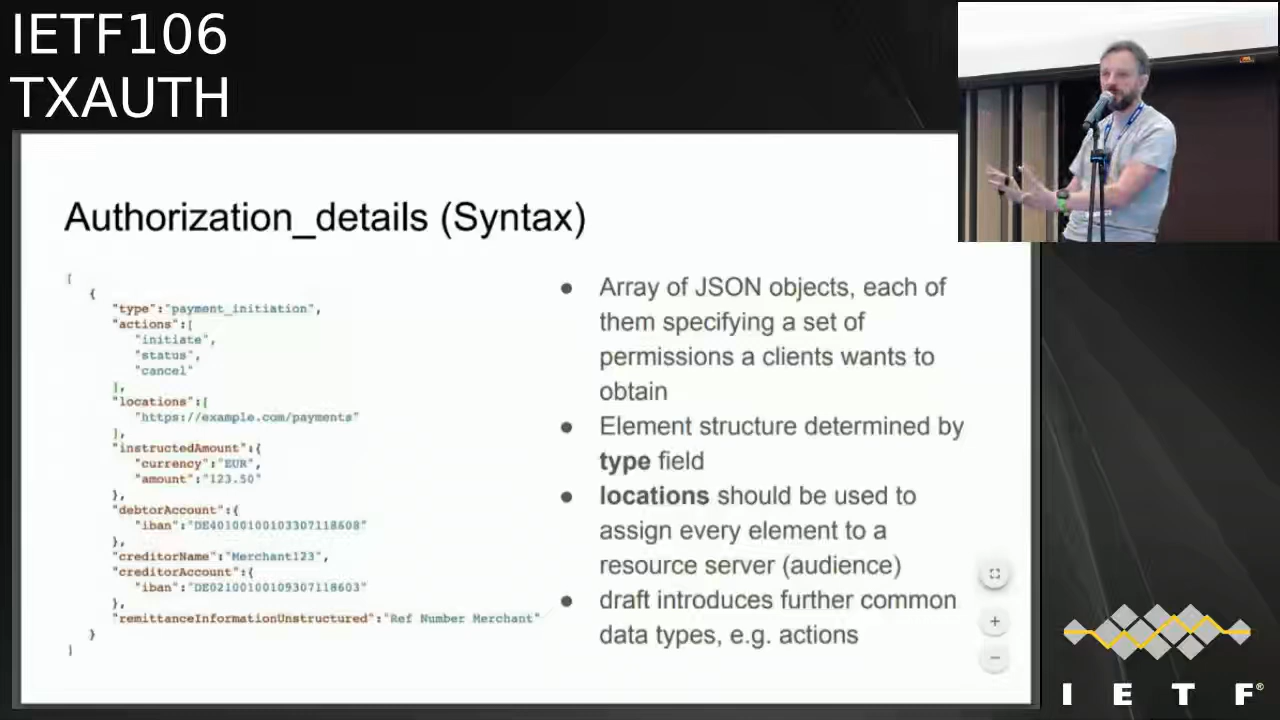 IETF106
TXAUTH
Authorization_details (Syntax)
[
{
"type":"payment_initiation",
"actions":[
"initiate",
"status",
"cancel"
],
"locations":[
"https://example.com/payments"
],
"instructedAmount":{
"currency":"EUR",
"amount":"123.50"
},
"debtorAccount":{
"iban":"DE40100100103307118608"
},
"creditorName":"Merchant123",
"creditorAccount":{
"iban":"DE02100100109307118603"
},
"remittanceInformationUnstructured":"Ref Number Merchant"
}
]
● Array of JSON objects, each of
them specifying a set of
permissions a clients wants to
obtain
● Element structure determined by
type field
● locations should be used to
assign every element to a
resource server (audience)
● draft introduces further common
data types, e.g. actions
I E T F®